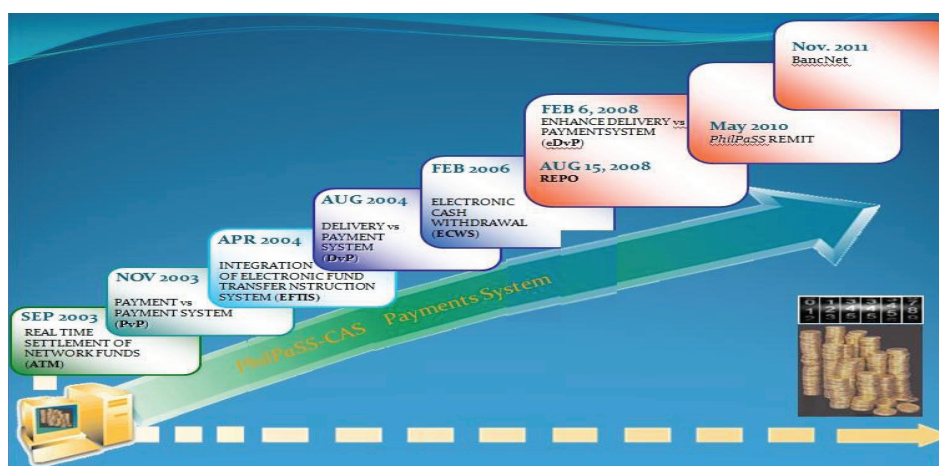 SEP 2003
REAL TIME
SETTLEMENT OF
NETWORK FUNDS
(ATM)
NOV 2003
PAYMENT vs
PAYMENT SYSTEM
(PvP)
APR 2004
INTEGRATION
OF ELECTRONIC FUND
TRANSFER NSTRUCTION
SYSTEM (EFTIS)
AUG 2004
DELIVERY vs
PAYMENT
SYSTEM
(DvP)
FEB 2006
ELECTRONIC
CASH
WITHDRAWAL
(ECWS)
FEB 6, 2008
ENHANCE DELIVERY vs
PAYMENTSYSTEM
(eDvP)
AUG 15, 2008
REPO
May 2010
PhilPaSS REMIT
Nov. 2011
BancNet
PhilPaSS-CAS Payments System